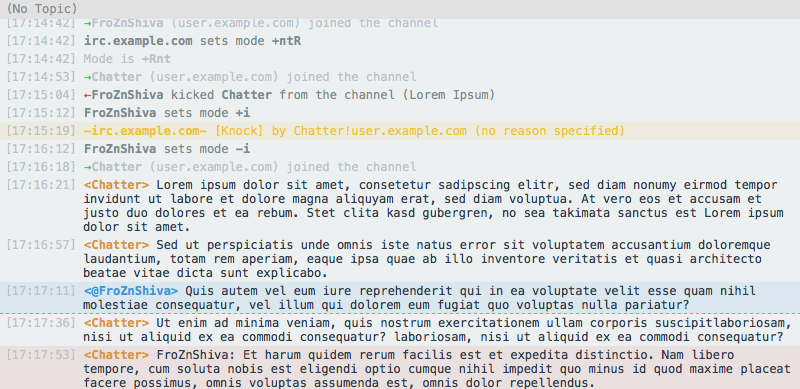 (No Topic)
[17:14:42] →FroZnShiva (user.example.com) joined the channel
[17:14:42] irc.example.com sets mode +ntR
[17:14:42] Mode is +Rnt
[17:14:53] →Chatter (user.example.com) joined the channel
[17:15:04] ←FroZnShiva kicked Chatter from the channel (Lorem Ipsum)
[17:15:12] FroZnShiva sets mode +i
[17:15:19] –irc.example.com– [Knock] by Chatter!user.example.com (no reason specified)
[17:16:12] FroZnShiva sets mode –i
[17:16:18] →Chatter (user.example.com) joined the channel
[17:16:21] <Chatter> Lorem ipsum dolor sit amet, consetetur sadipscing elitr, sed diam nonumy eirmod tempor
invidunt ut labore et dolore magna aliquyam erat, sed diam voluptua. At vero eos et accusam et
justo duo dolores et ea rebum. Stet clita kasd gubergren, no sea takimata sanctus est Lorem ipsum
dolor sit amet.
[17:16:57] <Chatter> Sed ut perspiciatis unde omnis iste natus error sit voluptatem accusantium doloremque
laudantium, totam rem aperiam, eaque ipsa quae ab illo inventore veritatis et quasi architecto
beatae vitae dicta sunt explicabo.
[17:17:11] <@FroZnShiva> Quis autem vel eum iure reprehenderit qui in ea voluptate velit esse quam nihil
molestiae consequatur, vel illum qui dolorem eum fugiat quo voluptas nulla pariatur?
[17:17:36] <Chatter> Ut enim ad minima veniam, quis nostrum exercitationem ullam corporis suscipitlaboriosam,
nisi ut aliquid ex ea commodi consequatur? laboriosam, nisi ut aliquid ex ea commodi consequatur?
[17:17:53] <Chatter> FroZnShiva: Et harum quidem rerum facilis est et expedita distinctio. Nam libero
tempore, cum soluta nobis est eligendi optio cumque nihil impedit quo minus id quod maxime placeat
facere possimus, omnis voluptas assumenda est, omnis dolor repellendus.